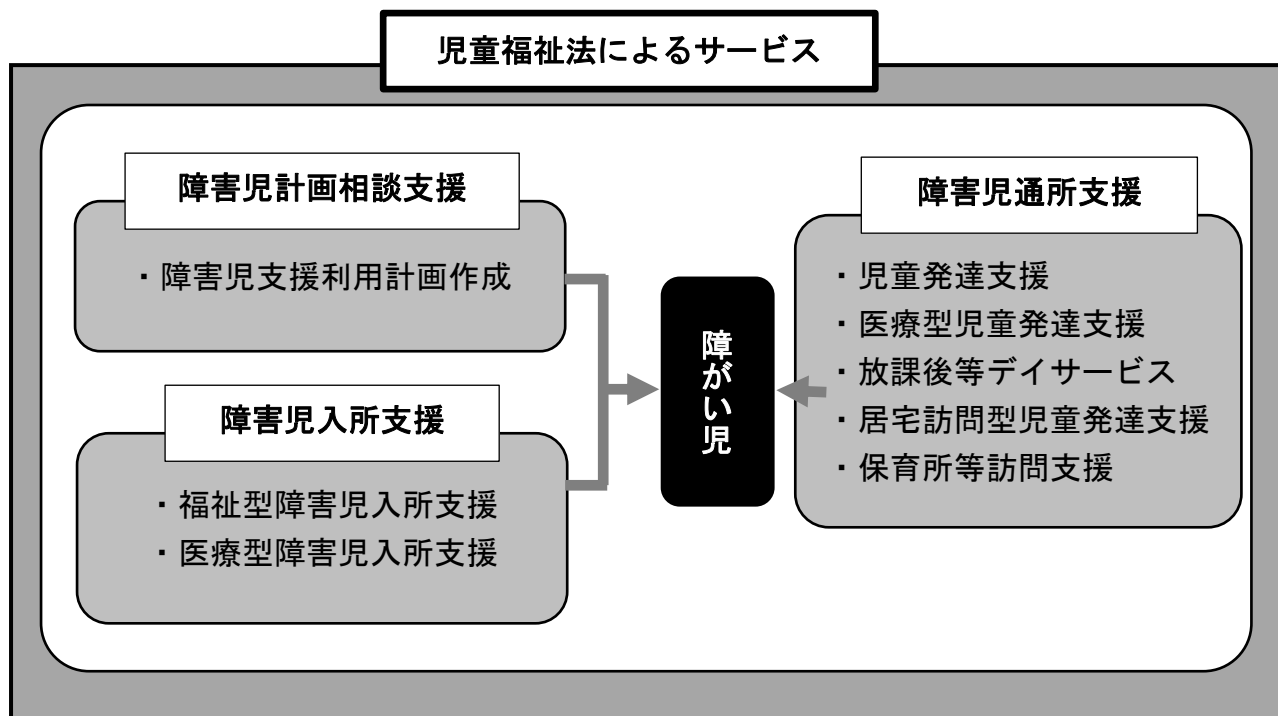 児童福祉法によるサービス
障害児計画相談支援
・障害児支援利用計画作成
障害児入所支援
・福祉型障害児入所支援
・医療型障害児入所支援
障がい児
障害児通所支援
・児童発達支援
・医療型児童発達支援
・放課後等デイサービス
・居宅訪問型児童発達支援
・保育所等訪問支援